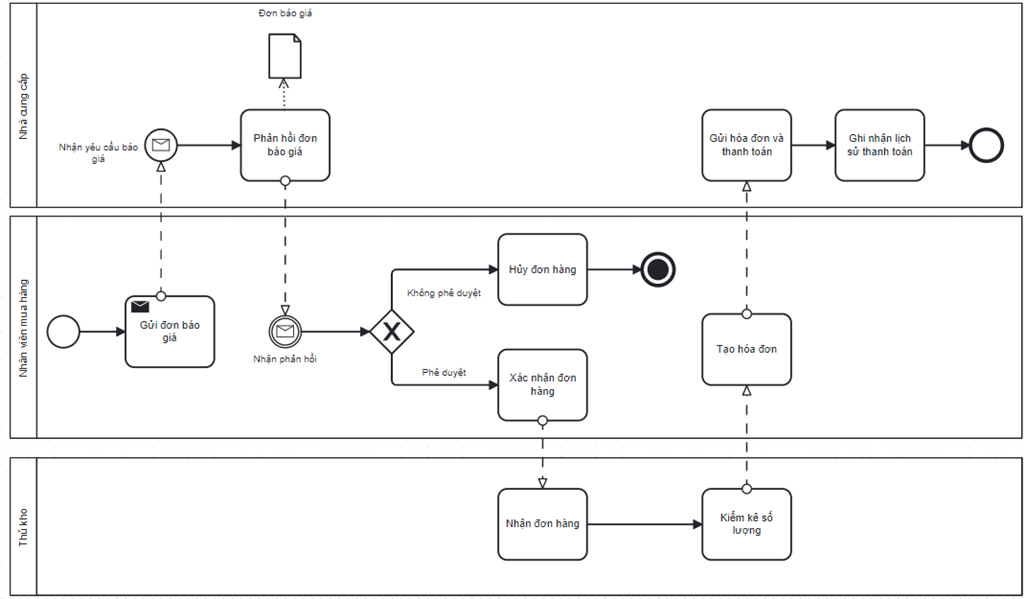 Nhà cung cấp
Đơn báo giá
Nhận yêu cầu báo
giá
Phản hồi đơn
báo giá
Gửi hóa đơn và
thanh toán
Ghi nhận lịch
sử thanh toán
Nhân viên mua hàng
Gửi đơn báo
giá
Nhận phản hồi
Không phê duyệt
Hủy đơn hàng
Phê duyệt
Xác nhận đơn
hàng
Tạo hóa đơn
Thủ kho
Nhận đơn hàng
Kiểm kê số
lượng